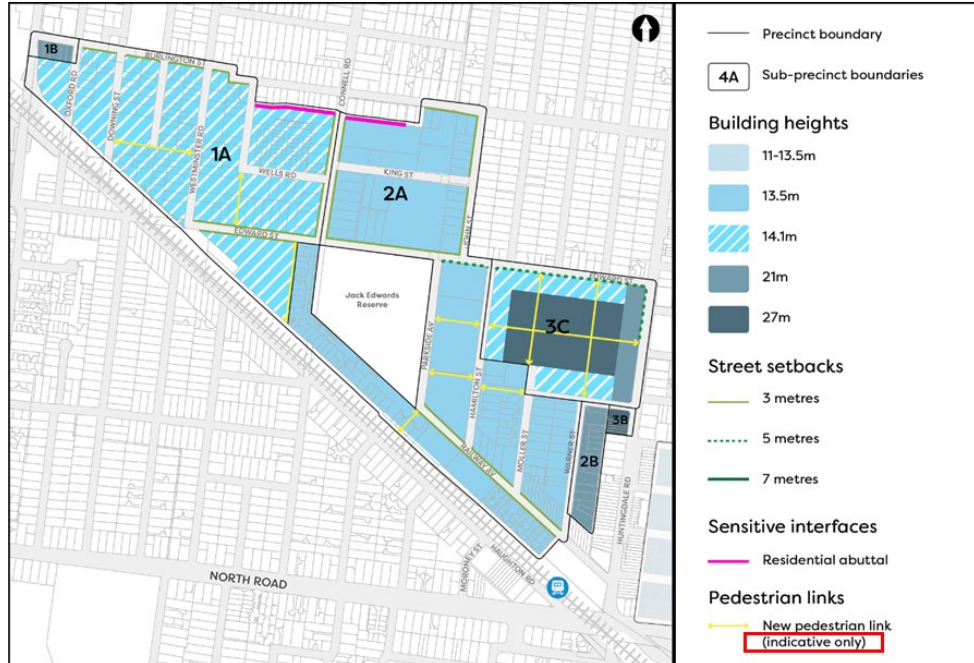 1B
BURLINGTON ST
OXFORD RD
DOWNING ST
WESTMINSTER RD
CONNELL RD
1A
WELLS RD
KING ST
2A
EDWARD ST
JOHN ST
EDWARD ST
Jack Edwards
Reserve
3C
PARKSIDE AV
HAMILTON ST
RAILWAY AV
MOLLER ST
WARNER ST
3B
2B
HUNTINGDALE RD
MORONEY ST
HAUGHTON RD
NORTH ROAD
Precinct boundary
4A
Sub-precinct boundaries
Building heights
11-13.5m
13.5m
14.1m
21m
27m
Street setbacks
3 metres
5 metres
7 metres
Sensitive interfaces
Residential abuttal
Pedestrian links
New pedestrian link
(indicative only)